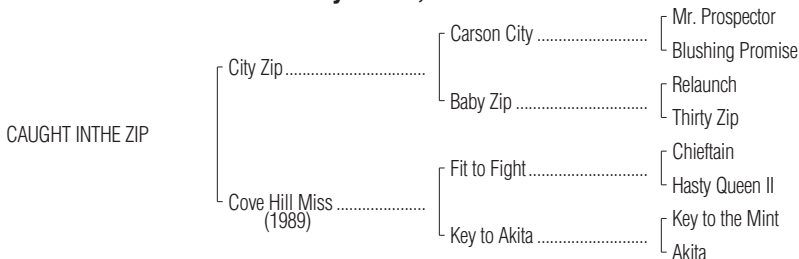 Mr. Prospector
Carson City ..............................
Blushing Promise
City Zip......................................
Relaunch
Baby Zip ...................................
Thirty Zip
CAUGHT INTHE ZIP
Chieftain
Fit to Fight................................
Hasty Queen II
Cove Hill Miss ........................
(1989)
Key to the Mint
Key to Akita .............................
Akita